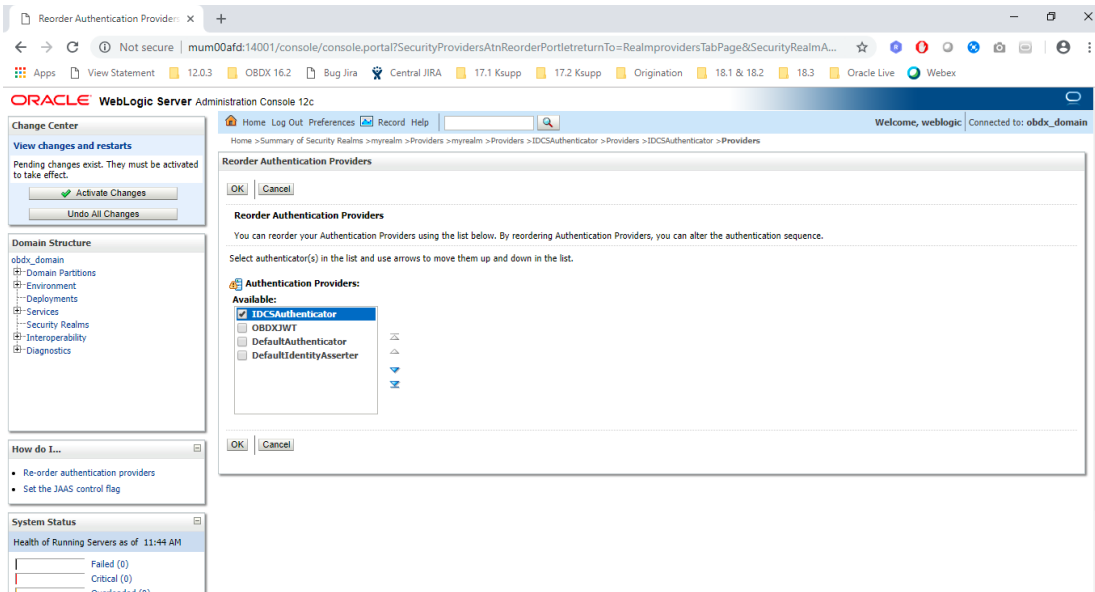 Reorder Authentication Provider
Not secure | mum00afd:14001/console/console.portal?SecurityProvidersAtnReorderPortletreturnTo=RealmprovidersTabPage&SecurityRealmA...
Apps View Statement 12.0.3 OBDX 16.2 Bug Jira Central JIRA 17.1 Ksupp 17.2 Ksupp Origination 18.1 & 18.2 18.3 Oracle Live Webex
ORACLE WebLogic Server Administration Console 12c
Change Center
View changes and restarts
Pending changes exist. They must be activated
to take effect.
Activate Changes
Undo All Changes
Domain Structure
obdx_domain
Domain Partitions
Environment
Deployments
Services
Security Realms
Interoperability
Diagnostics
How do I...
Re-order authentication providers
Set the JAAS control flag
System Status
Health of Running Servers as of 11:44 AM
Failed (0)
Critical (0)
Overloaded (0)
Home Log Out Preferences Record Help
Welcome, weblogic Connected to: obdx_domain
Home >Summary of Security Realms >myrealm >Providers >myrealm >Providers >IDCSAuthenticator >Providers >IDCSAuthenticator >Providers
Reorder Authentication Providers
OK Cancel
Reorder Authentication Providers
You can reorder your Authentication Providers using the list below. By reordering Authentication Providers, you can alter the authentication sequence.
Select authenticator(s) in the list and use arrows to move them up and down in the list.
Authentication Providers:
Available:
IDCSAuthenticator
OBDXJWT
DefaultAuthenticator
DefaultIdentityAsserter
OK Cancel